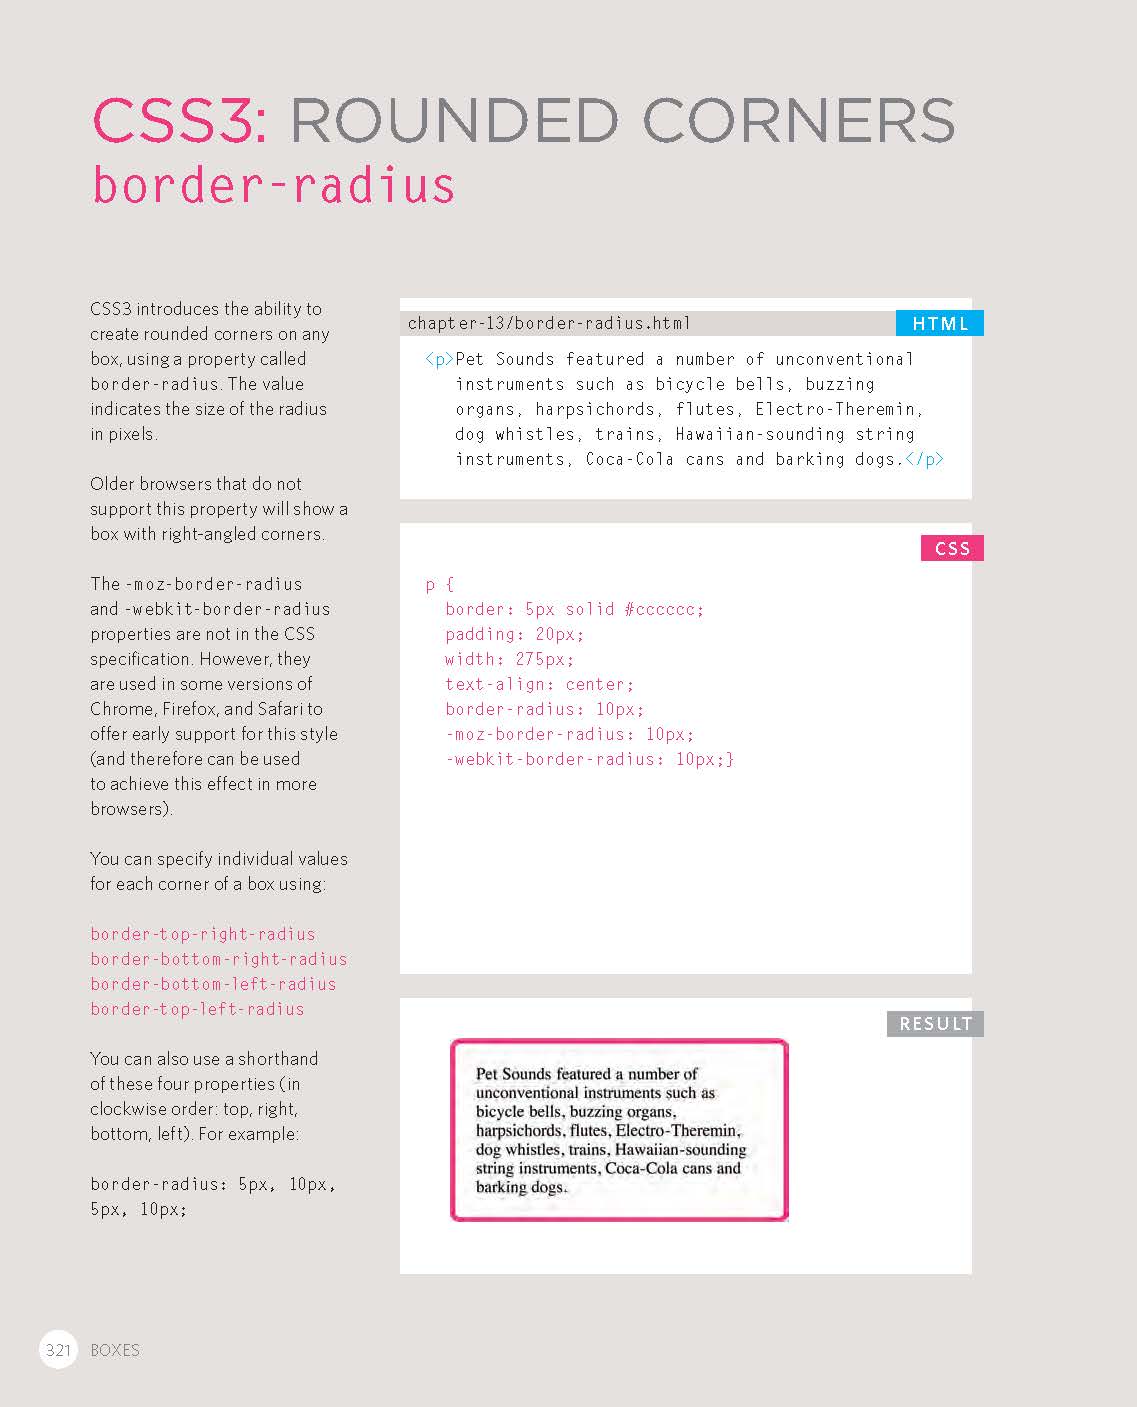 CSS3: ROUNDED CORNERS
border-radius
CSS3 introduces the ability to
create rounded corners on any
box, using a property called
border-radius. The value
indicates the size of the radius
in pixels.
Older browsers that do not
support this property will show a
box with right-angled corners.
The -moz-border-radius
and -webkit-border-radius
properties are not in the CSS
specification. However, they
are used in some versions of
Chrome, Firefox, and Safari to
offer early support for this style
(and therefore can be used
to achieve this effect in more
browsers).
You can specify individual values
for each corner of a box using:
border-top-right-radius
border-bottom-right-radius
border-bottom-left-radius
border-top-left-radius
You can also use a shorthand
of these four properties (in
clockwise order: top, right,
bottom, left). For example:
border-radius: 5px, 10px,
5px, 10px;
chapter-13/border-radius.html
HTML
<p>Pet Sounds featured a number of unconventional
instruments such as bicycle bells, buzzing
organs, harpsichords, flutes, Electro-Theremin,
dog whistles, trains, Hawaiian-sounding string
instruments, Coca-Cola cans and barking dogs.</p>
CSS
p {
border: 5px solid #cccccc;
padding: 20px;
width: 275px;
text-align: center;
border-radius: 10px;
-moz-border-radius: 10px;
-webkit-border-radius: 10px;}
RESULT
Pet Sounds featured a number of
unconventional instruments such as
bicycle bells, buzzing organs,
harpsichords, flutes, Electro-Theremin,
dog whistles, trains, Hawaiian-sounding
string instruments, Coca-Cola cans and
barking dogs.
321 BOXES